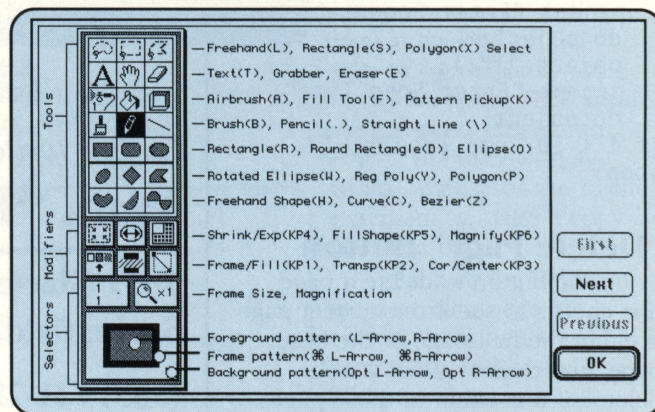 Tools
Freehand(L), Rectangle(S), Polygon(X) Select
A
Text(T), Grabber, Eraser(E)
Airbrush(A), Fill Tool(F), Pattern Pickup(K)
Brush(B), Pencil(.), Straight Line (\)
Rectangle(R), Round Rectangle(D), Ellipse(O)
Rotated Ellipse(W), Reg Poly(Y), Polygon(P)
Freehand Shape(H), Curve(C), Bezier(Z)
Modifiers
Shrink/Exp(KP4), FillShape(KP5), Magnify(KP6)
Frame/Fill(KP1), Transp(KP2), Cor/Center(KP3)
Selectors
1
1
×1
Frame Size, Magnification
Foreground pattern (L-Arrow,R-Arrow)
Frame pattern(⌘ L-Arrow, ⌘R-Arrow)
Background pattern(Opt L-Arrow, Opt R-Arrow)
First
Next
Previous
OK